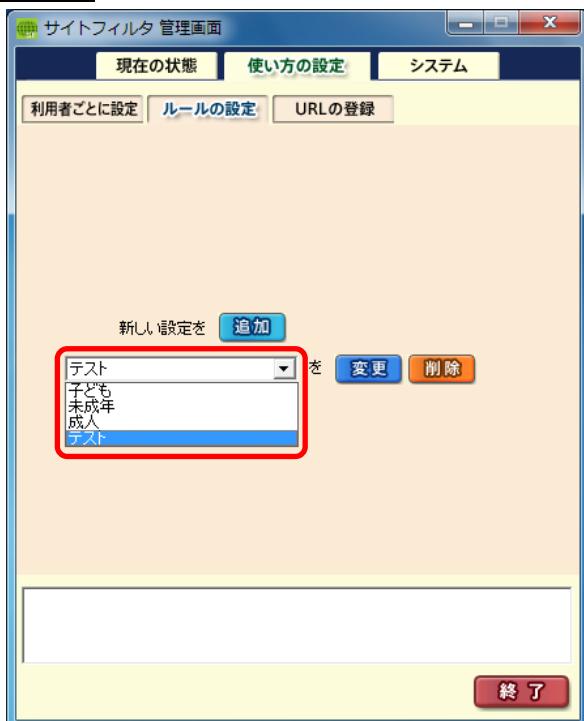 サイトフィルタ 管理画面
現在の状態 使い方の設定 システム
利用者ごとに設定 ルールの設定 URLの登録
新しい設定を 追加
テスト を 変更 削除
子ども
未成年
成人
テスト
終了